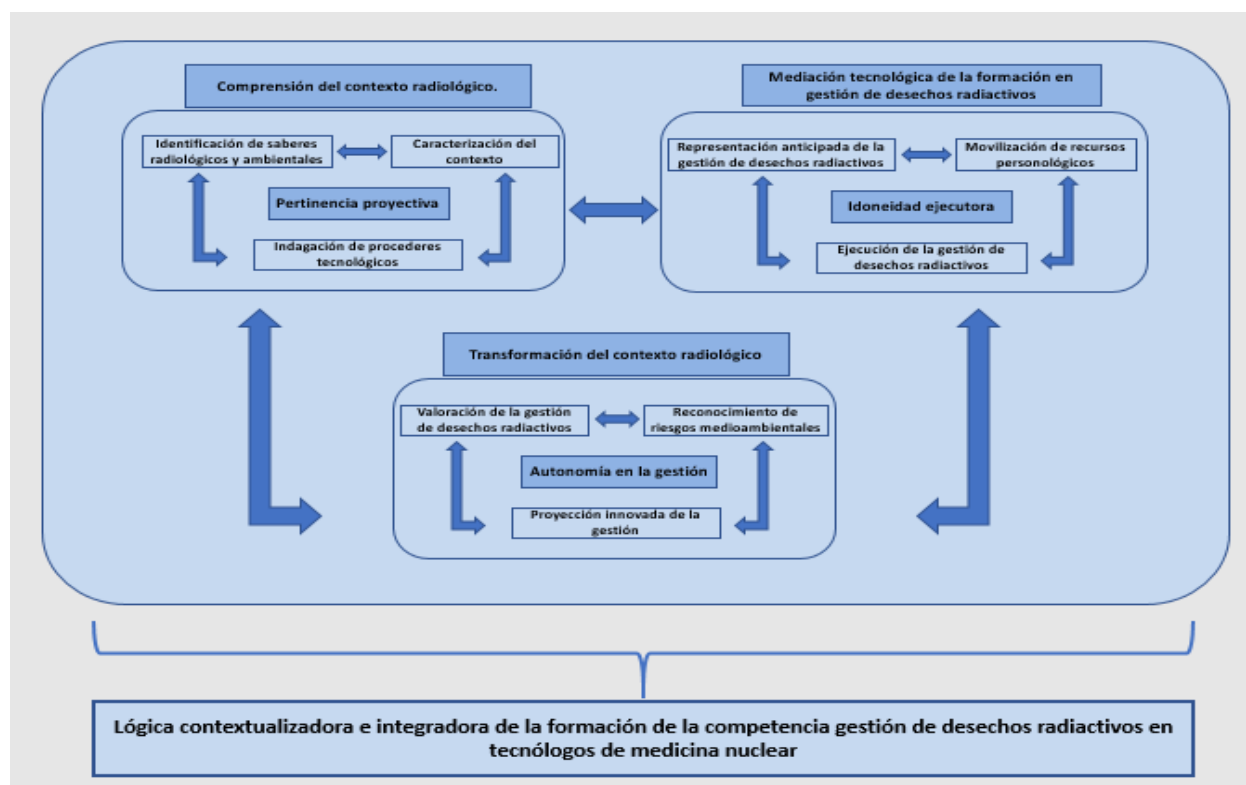 Comprensión del contexto radiológico.
Identificación de saberes
radiológicos y ambientales
Caracterización del
contexto
Pertinencia proyectiva
Indagación de procederes
tecnológicos
Mediación tecnológica de la formación en
gestión de desechos radiactivos
Representación anticipada de la
gestión de desechos radiactivos
Movilización de recursos
personológicos
Idoneidad ejecutora
Ejecución de la gestión de
desechos radiactivos
Transformación del contexto radiológico
Valoración de la gestión
de desechos radiactivos
Reconocimiento de
riesgos medioambientales
Autonomía en la gestión
Proyección innovada de la
gestión
Lógica contextualizadora e integradora de la formación de la competencia gestión de desechos radiactivos en
tecnólogos de medicina nuclear